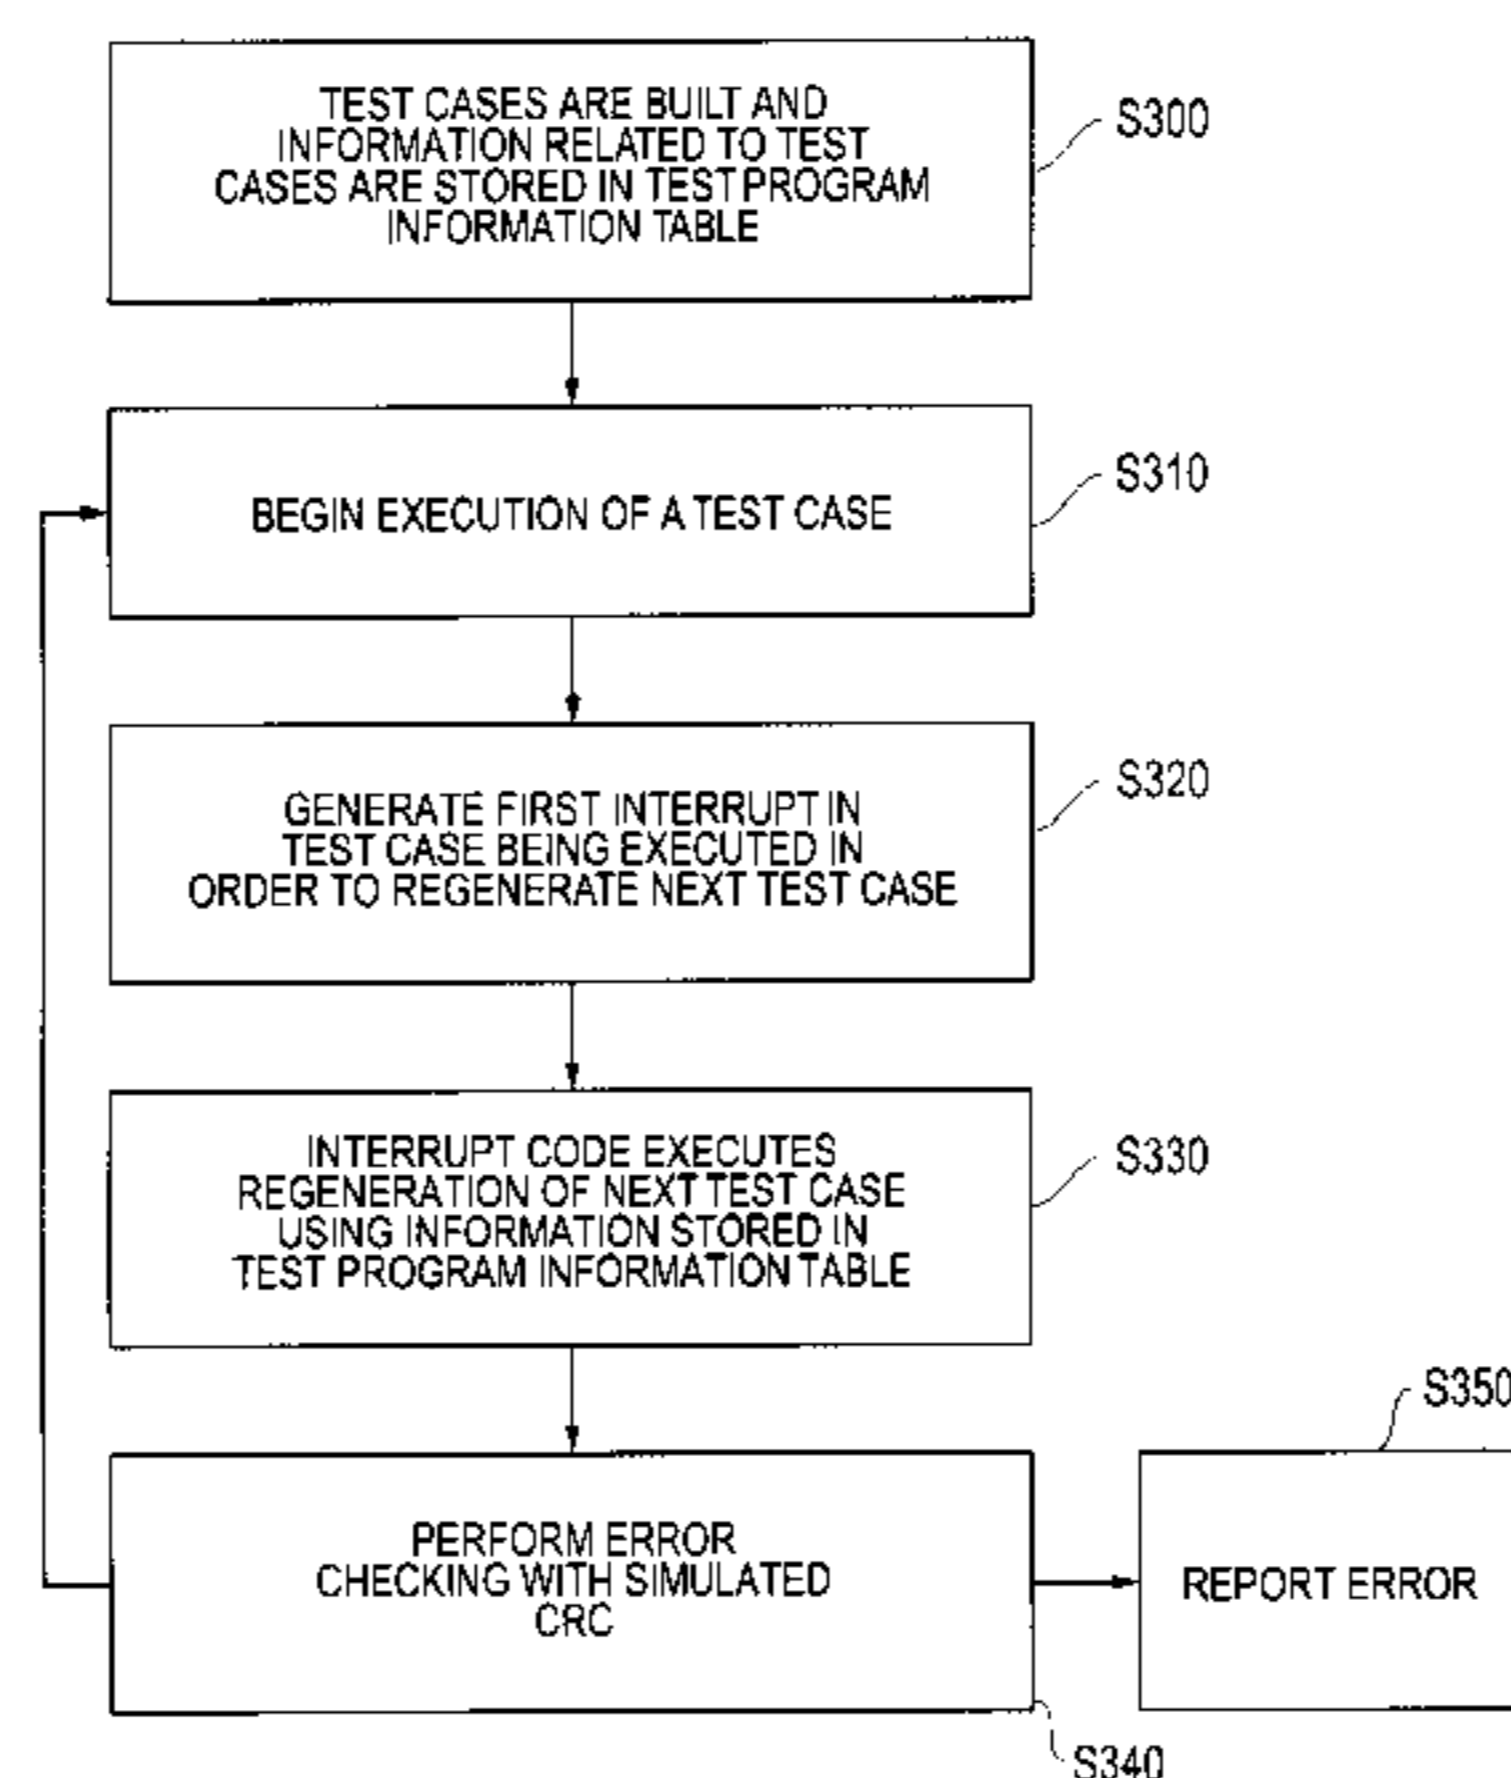 TEST CASES ARE BUILT AND
INFORMATION RELATED TO TEST
CASES ARE STORED IN TEST PROGRAM
INFORMATION TABLE
S300
BEGIN EXECUTION OF A TEST CASE
S310
GENERATE FIRST INTERRUPT IN
TEST CASE BEING EXECUTED IN
ORDER TO REGENERATE NEXT TEST CASE
S320
INTERRUPT CODE EXECUTES
REGENERATION OF NEXT TEST CASE
USING INFORMATION STORED IN
TEST PROGRAM INFORMATION TABLE
S330
PERFORM ERROR
CHECKING WITH SIMULATED
CRC
S340
REPORT ERROR
S350